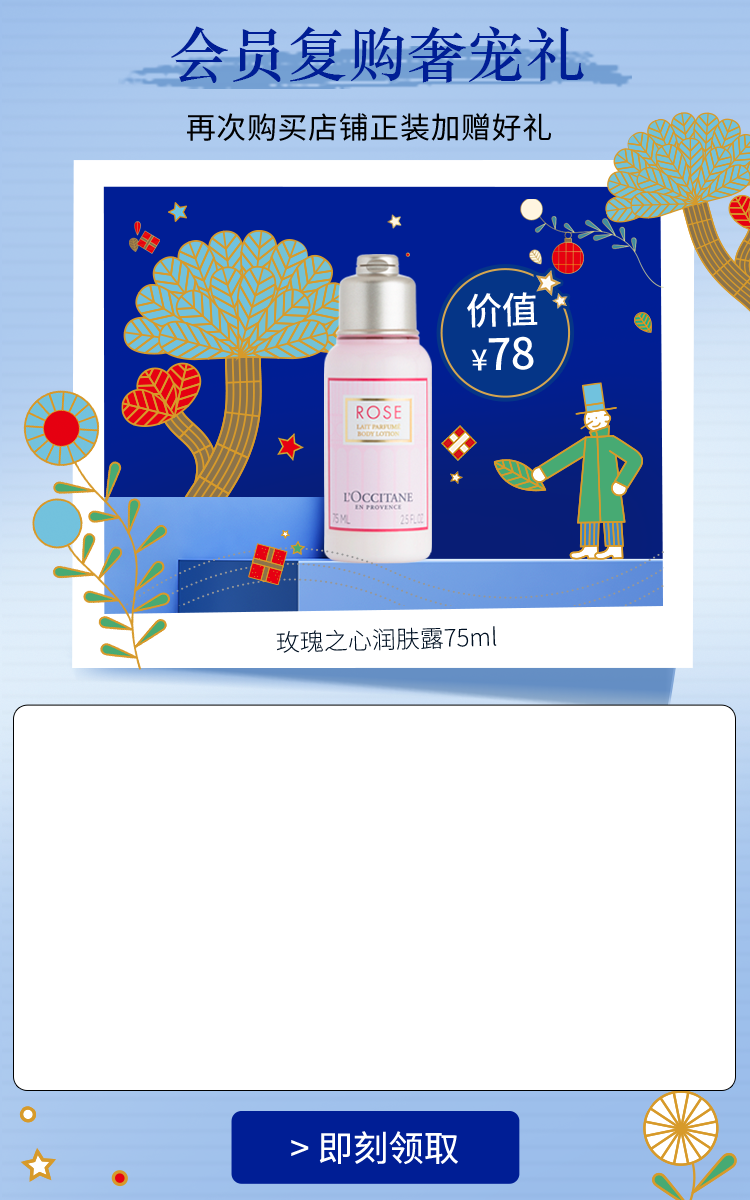 会员复购奢宠礼
再次购买店铺正装加赠好礼
价值
¥78
ROSE
LAIT PARFUMÉ
BODY LOTION
L'OCCITANE
EN PROVENCE
75 ML 2.5 FL.OZ
玫瑰之心润肤露75ml
> 即刻领取